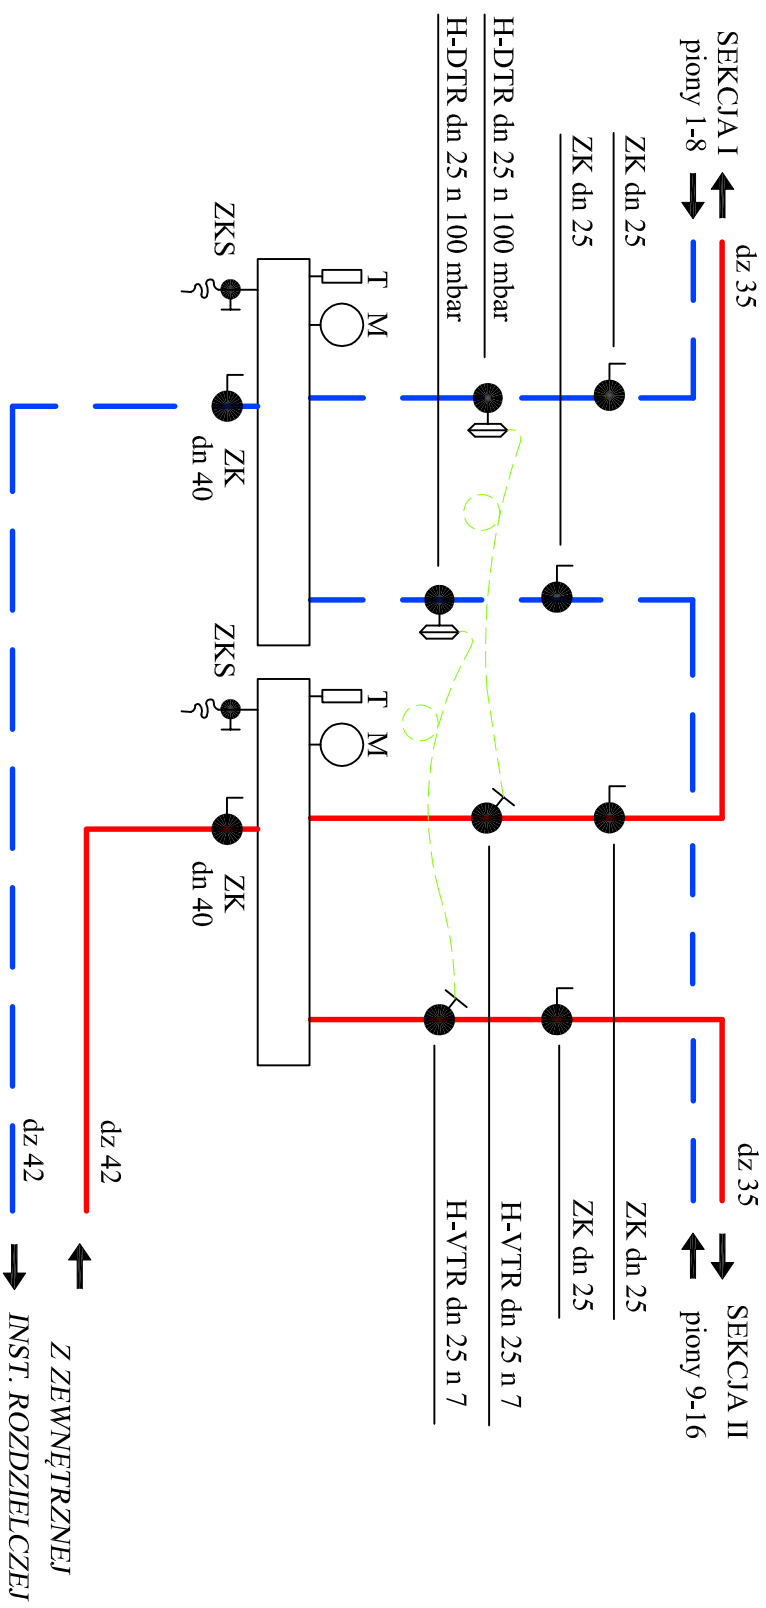 SEKCJA I
piony 1-8
dz 35
ZK dn 25
ZK dn 25
H-DTR dn 25 n 100 mbar
H-DTR dn 25 n 100 mbar
dz 35
SEKCJA II
piony 9-16
ZK dn 25
ZK dn 25
H-VTR dn 25 n 7
H-VTR dn 25 n 7
T
M
T
M
ZKS
ZK
dn 40
ZKS
ZK
dn 40
dz 42
dz 42
Z ZEWNĘTRZNEJ
INST. ROZDZIELCZEJ